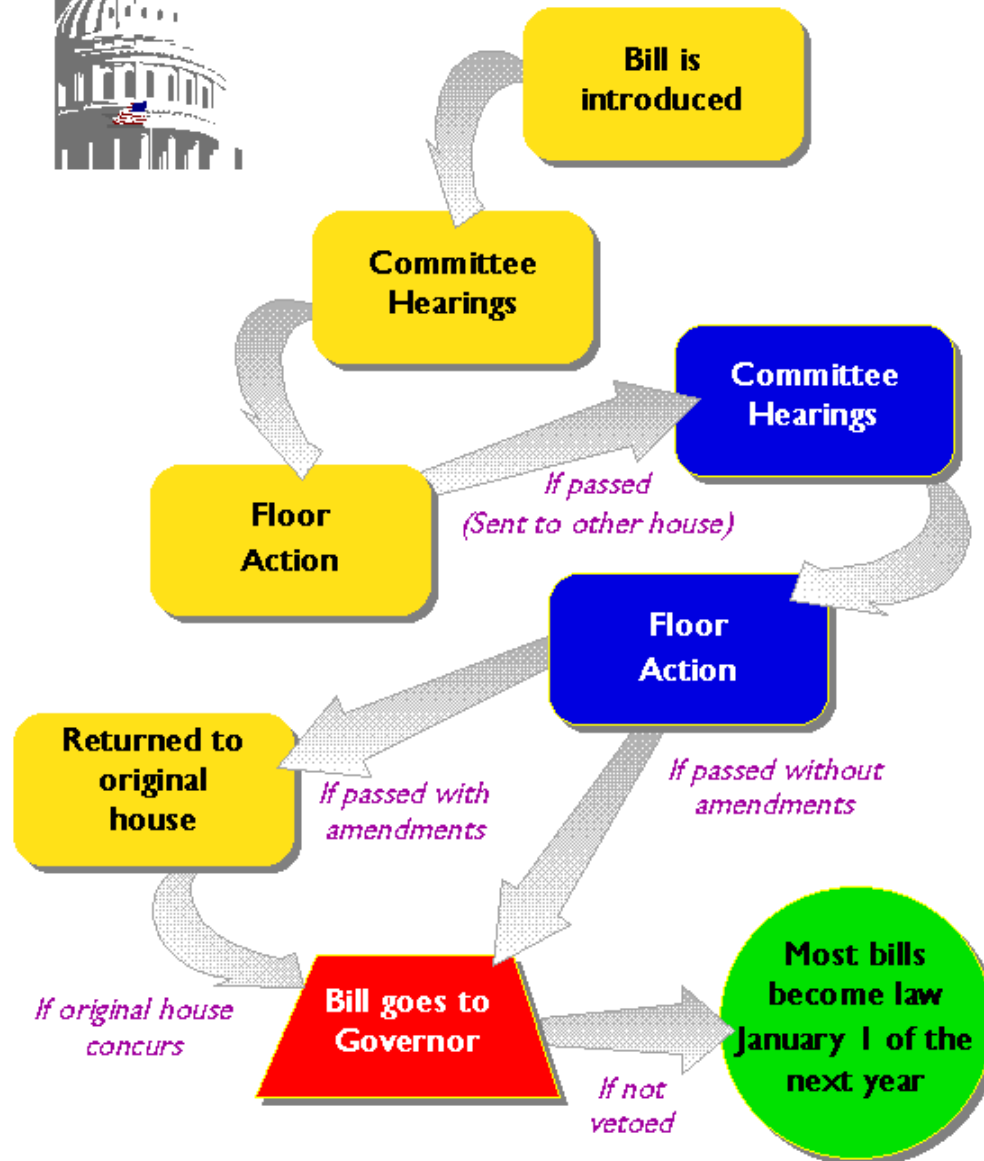 Bill is
introduced
Committee
Hearings
Committee
Hearings
If passed
(Sent to other house)
Floor
Action
Floor
Action
Returned to
original
house
If passed with
amendments
If passed without
amendments
If original house
concurs
Bill goes to
Governor
If not
vetoed
Most bills
become law
January 1 of the
next year